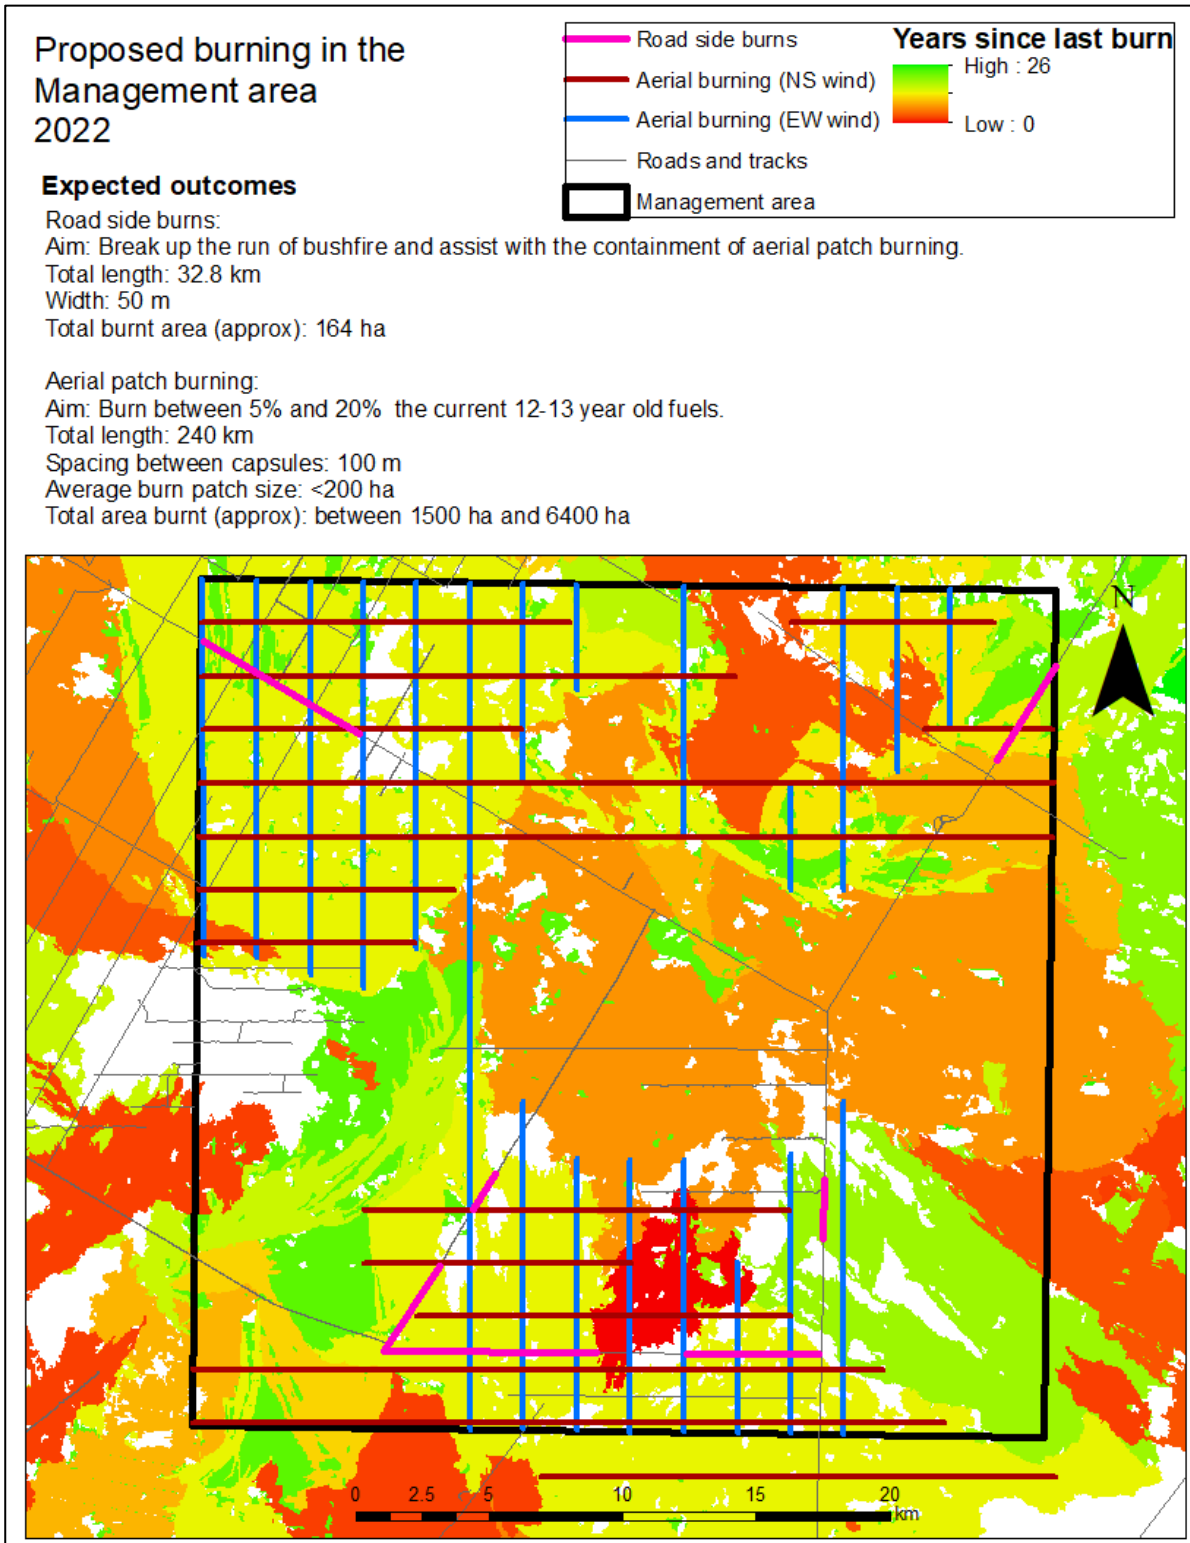 Proposed burning in the
Management area
2022
Road side burns
Aerial burning (NS wind)
Aerial burning (EW wind)
Roads and tracks
Management area
Years since last burn
High : 26
Low : 0
Expected outcomes
Road side burns:
Aim: Break up the run of bushfire and assist with the containment of aerial patch burning.
Total length: 32.8 km
Width: 50 m
Total burnt area (approx): 164 ha
Aerial patch burning:
Aim: Burn between 5% and 20%  the current 12-13 year old fuels.
Total length: 240 km
Spacing between capsules: 100 m
Average burn patch size: <200 ha
Total area burnt (approx): between 1500 ha and 6400 ha
N
0 2.5 5 10 15 20
km